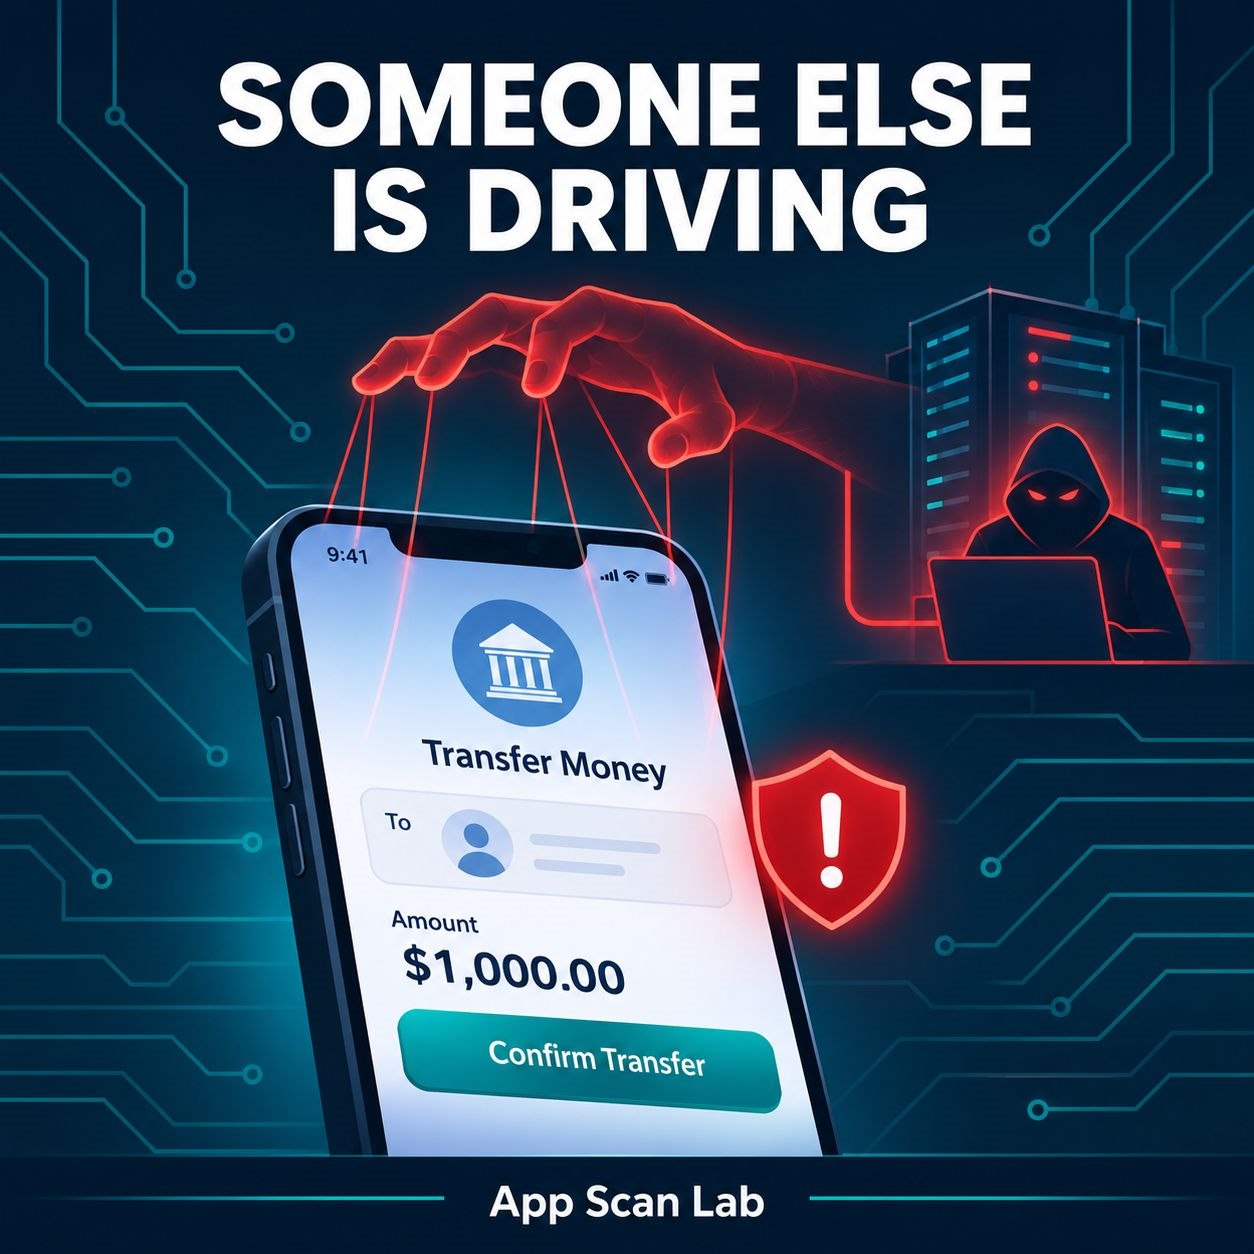 SOMEONE ELSE
IS DRIVING
9:41
Transfer Money
To
Amount
$1,000.00
Confirm Transfer
App Scan Lab